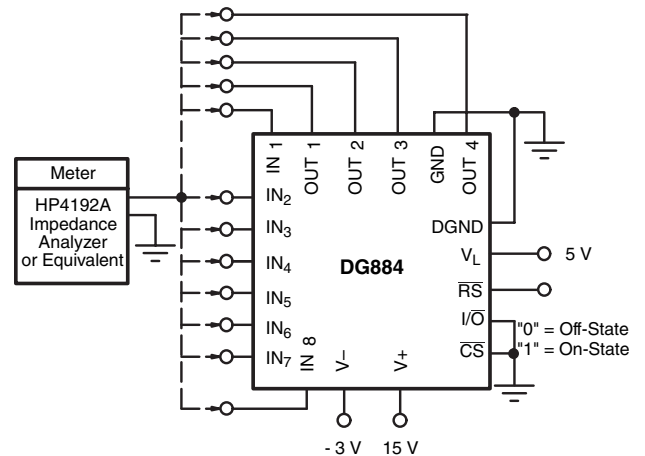 IN 1
OUT 1
OUT 2
OUT 3
GND
OUT 4
Meter
HP4192A
Impedance
Analyzer
or Equivalent
IN2
IN3
IN4
IN5
IN6
IN7
IN 8
V–
V+
DG884
DGND
VL
5 V
RS
I/O
CS
"0" = Off-State
"1" = On-State
- 3 V
15 V